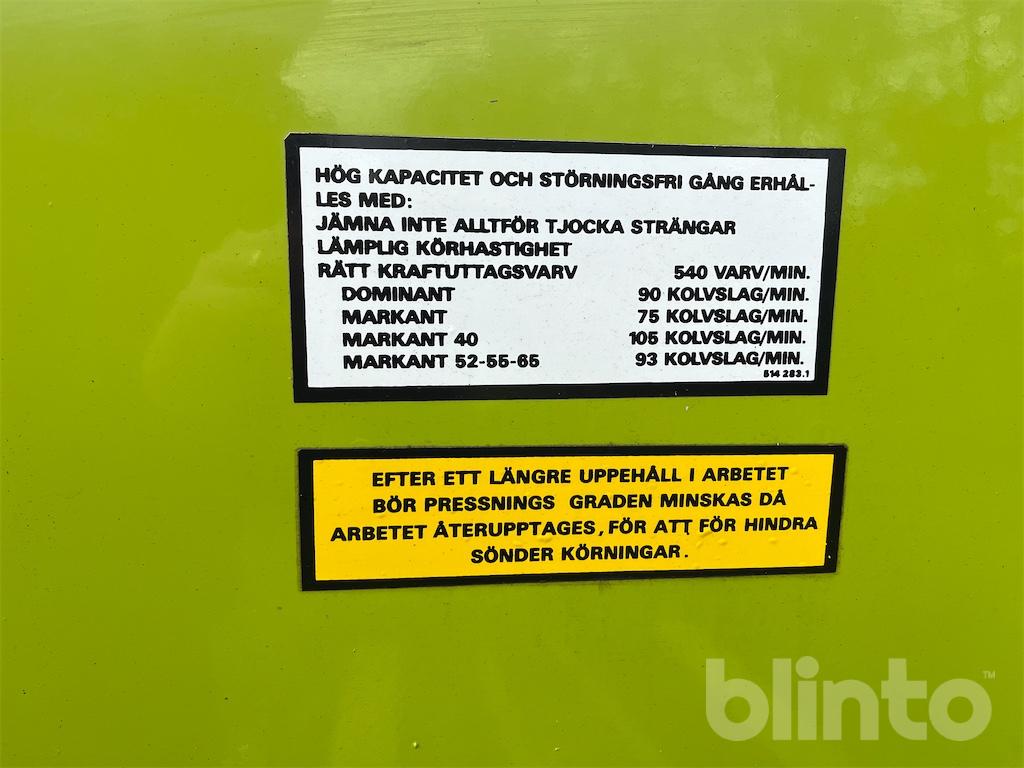 HÖG KAPACITET OCH STÖRNINGSFRI GÅNG ERHÅL-
LES MED:
JÄMNA INTE ALLTFÖR TJOCKA STRÄNGAR
LÄMPLIG KÖRHASTIGHET
RÄTT KRAFTUTTAGSVARV 540 VARV/MIN.
DOMINANT 90 KOLVSLAG/MIN.
MARKANT 75 KOLVSLAG/MIN.
MARKANT 40 105 KOLVSLAG/MIN.
MARKANT 52-55-65 93 KOLVSLAG/MIN.
514 283.1
EFTER ETT LÄNGRE UPPEHÅLL I ARBETET
BÖR PRESSNINGS GRADEN MINSKAS DÅ
ARBETET ÅTERUPPTAGES, FÖR ATT FÖR HINDRA
SÖNDER KÖRNINGAR.
blinto™